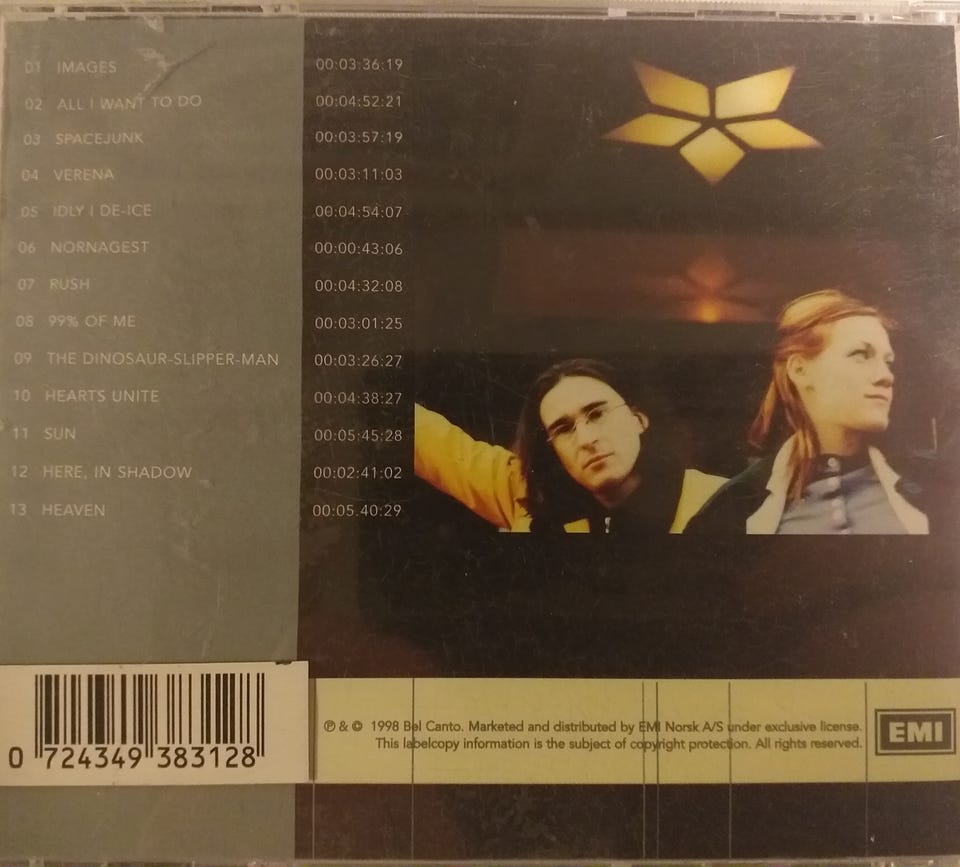 01 IMAGES 00:03:36:19
02 ALL I WANT TO DO 00:04:52:21
03 SPACEJUNK 00:03:57:19
04 VERENA 00:03:11:03
05 IDLY I DE-ICE 00:04:54:07
06 NORNAGEST 00:00:43:06
07 RUSH 00:04:32:08
08 99% OF ME 00:03:01:25
09 THE DINOSAUR-SLIPPER-MAN 00:03:26:27
10 HEARTS UNITE 00:04:38:27
11 SUN 00:05:45:28
12 HERE, IN SHADOW 00:02:41:02
13 HEAVEN 00:05.40:29
0 724349 383128
℗ & © 1998 Bel Canto. Marketed and distributed by EMI Norsk A/S under exclusive license.
This labelcopy information is the subject of copyright protection. All rights reserved.
EMI